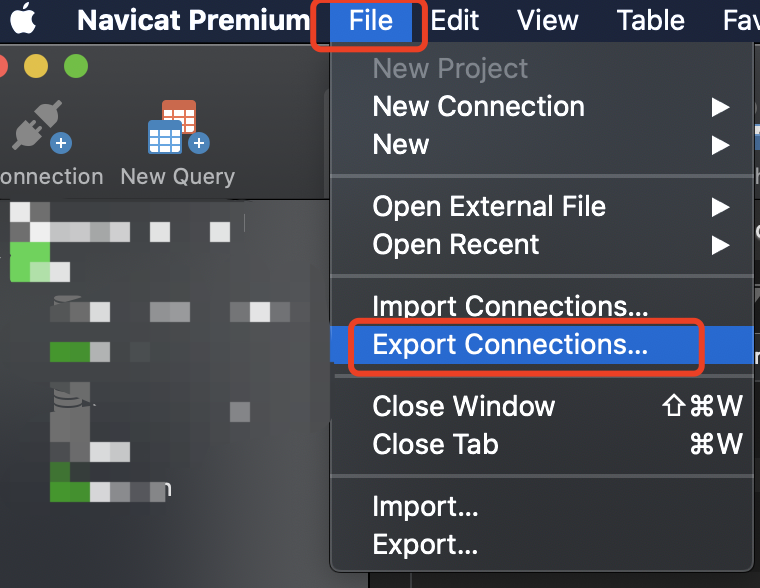 Navicat Premium File Edit View Table Fav
New Project
New Connection
New
onnection New Query
Open External File
Open Recent
Import Connections...
Export Connections...
Close Window ⇧⌘W
Close Tab ⌘W
Import...
Export...